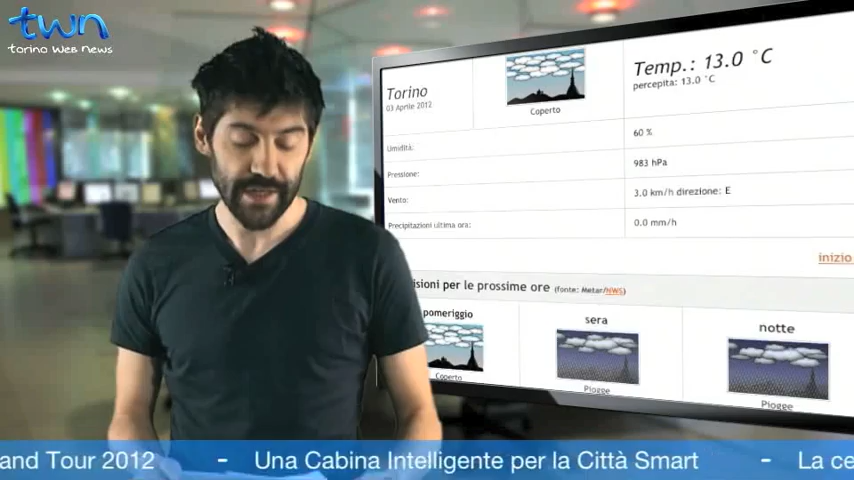 twn
torino web news
Torino
03 Aprile 2012
Coperto
Temp.: 13.0 °C
percepita: 13.0 °C
Umidità:
60 %
Pressione:
983 hPa
Vento:
3.0 km/h direzione: E
Precipitazioni ultima ora:
0.0 mm/h
inizio
isioni per le prossime ore (fonte: Metar/NWS)
pomeriggio
sera
notte
Coperto
Piogge
Piogge
and Tour 2012 - Una Cabina Intelligente per la Città Smart - La ce